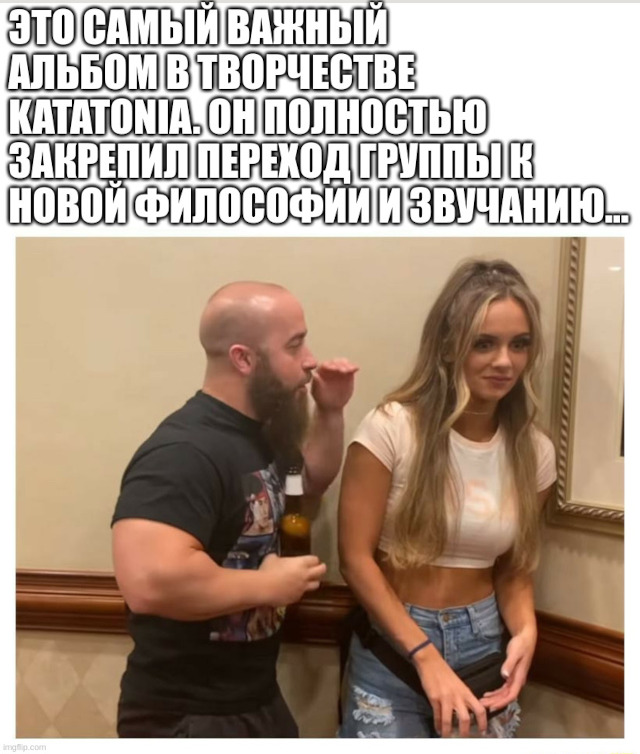 ЭТО САМЫЙ ВАЖНЫЙ
АЛЬБОМ В ТВОРЧЕСТВЕ
KATATONIA. ОН ПОЛНОСТЬЮ
ЗАКРЕПИЛ ПЕРЕХОД ГРУППЫ К
НОВОЙ ФИЛОСОФИИ И ЗВУЧАНИЮ...
imgflip.com